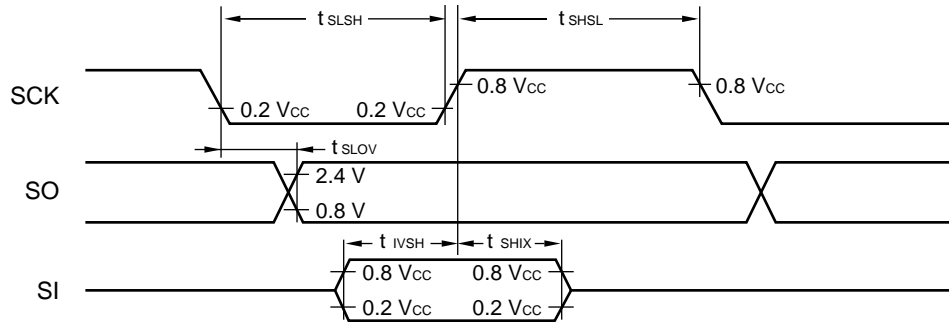 t SLSH
t SHSL
SCK
0.2 VCC
0.2 VCC
0.8 VCC
0.8 VCC
t SLOV
SO
2.4 V
0.8 V
t IVSH
t SHIX
SI
0.8 VCC
0.8 VCC
0.2 VCC
0.2 VCC